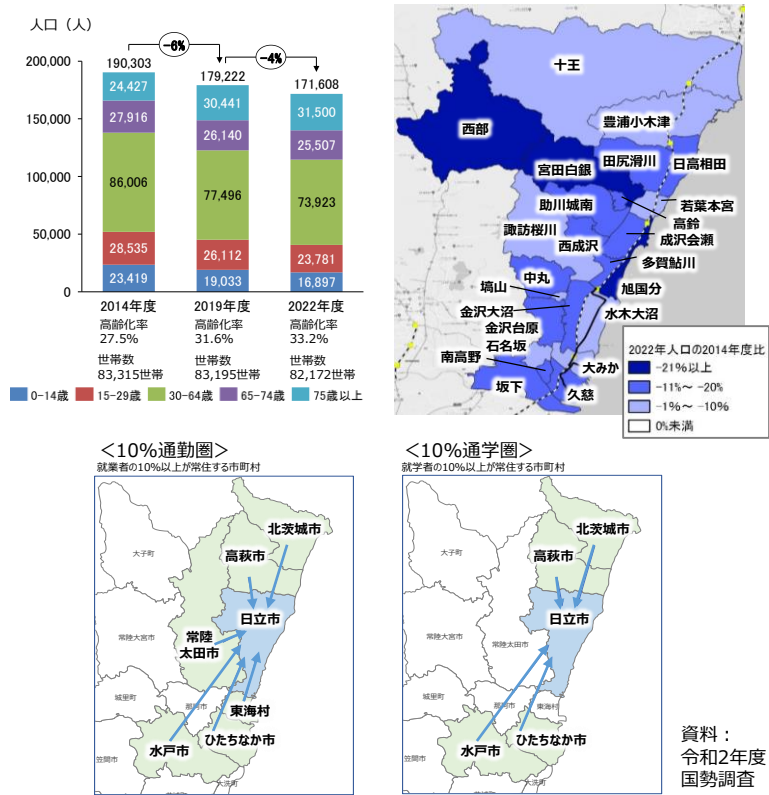 人口（人）
-6%
-4%
200,000
150,000
100,000
50,000
0
190,303
24,427
27,916
86,006
28,535
23,419
179,222
30,441
26,140
77,496
26,112
19,033
171,608
31,500
25,507
73,923
23,781
16,897
2014年度
2019年度
2022年度
高齢化率
27.5%
高齢化率
31.6%
高齢化率
33.2%
世帯数
83,315世帯
世帯数
83,195世帯
世帯数
82,172世帯
0-14歳
15-29歳
30-64歳
65-74歳
75歳以上
十王
西部
豊浦小木津
宮田白銀
田尻滑川
日高相田
助川城南
若葉本宮
高鈴
諏訪桜川
成沢会瀬
西成沢
多賀鮎川
中丸
旭国分
塙山
水木大沼
金沢大沼
金沢台原
石名坂
南高野
大みか
坂下
久慈
2022年人口の2014年度比
-21%以上
-11%～ -20%
-1%～ -10%
0%未満
＜10%通勤圏＞
就業者の10%以上が常住する市町村
北茨城市
大子町
高萩市
日立市
常陸大宮市
常陸
太田市
城里町
那珂市
東海村
水戸市
ひたちなか市
笠間市
大洗町
＜10%通学圏＞
就学者の10%以上が常住する市町村
北茨城市
大子町
高萩市
日立市
常陸大宮市
常陸太田市
城里町
那珂市
東海村
水戸市
ひたちなか市
笠間市
大洗町
資料：
令和2年度
国勢調査